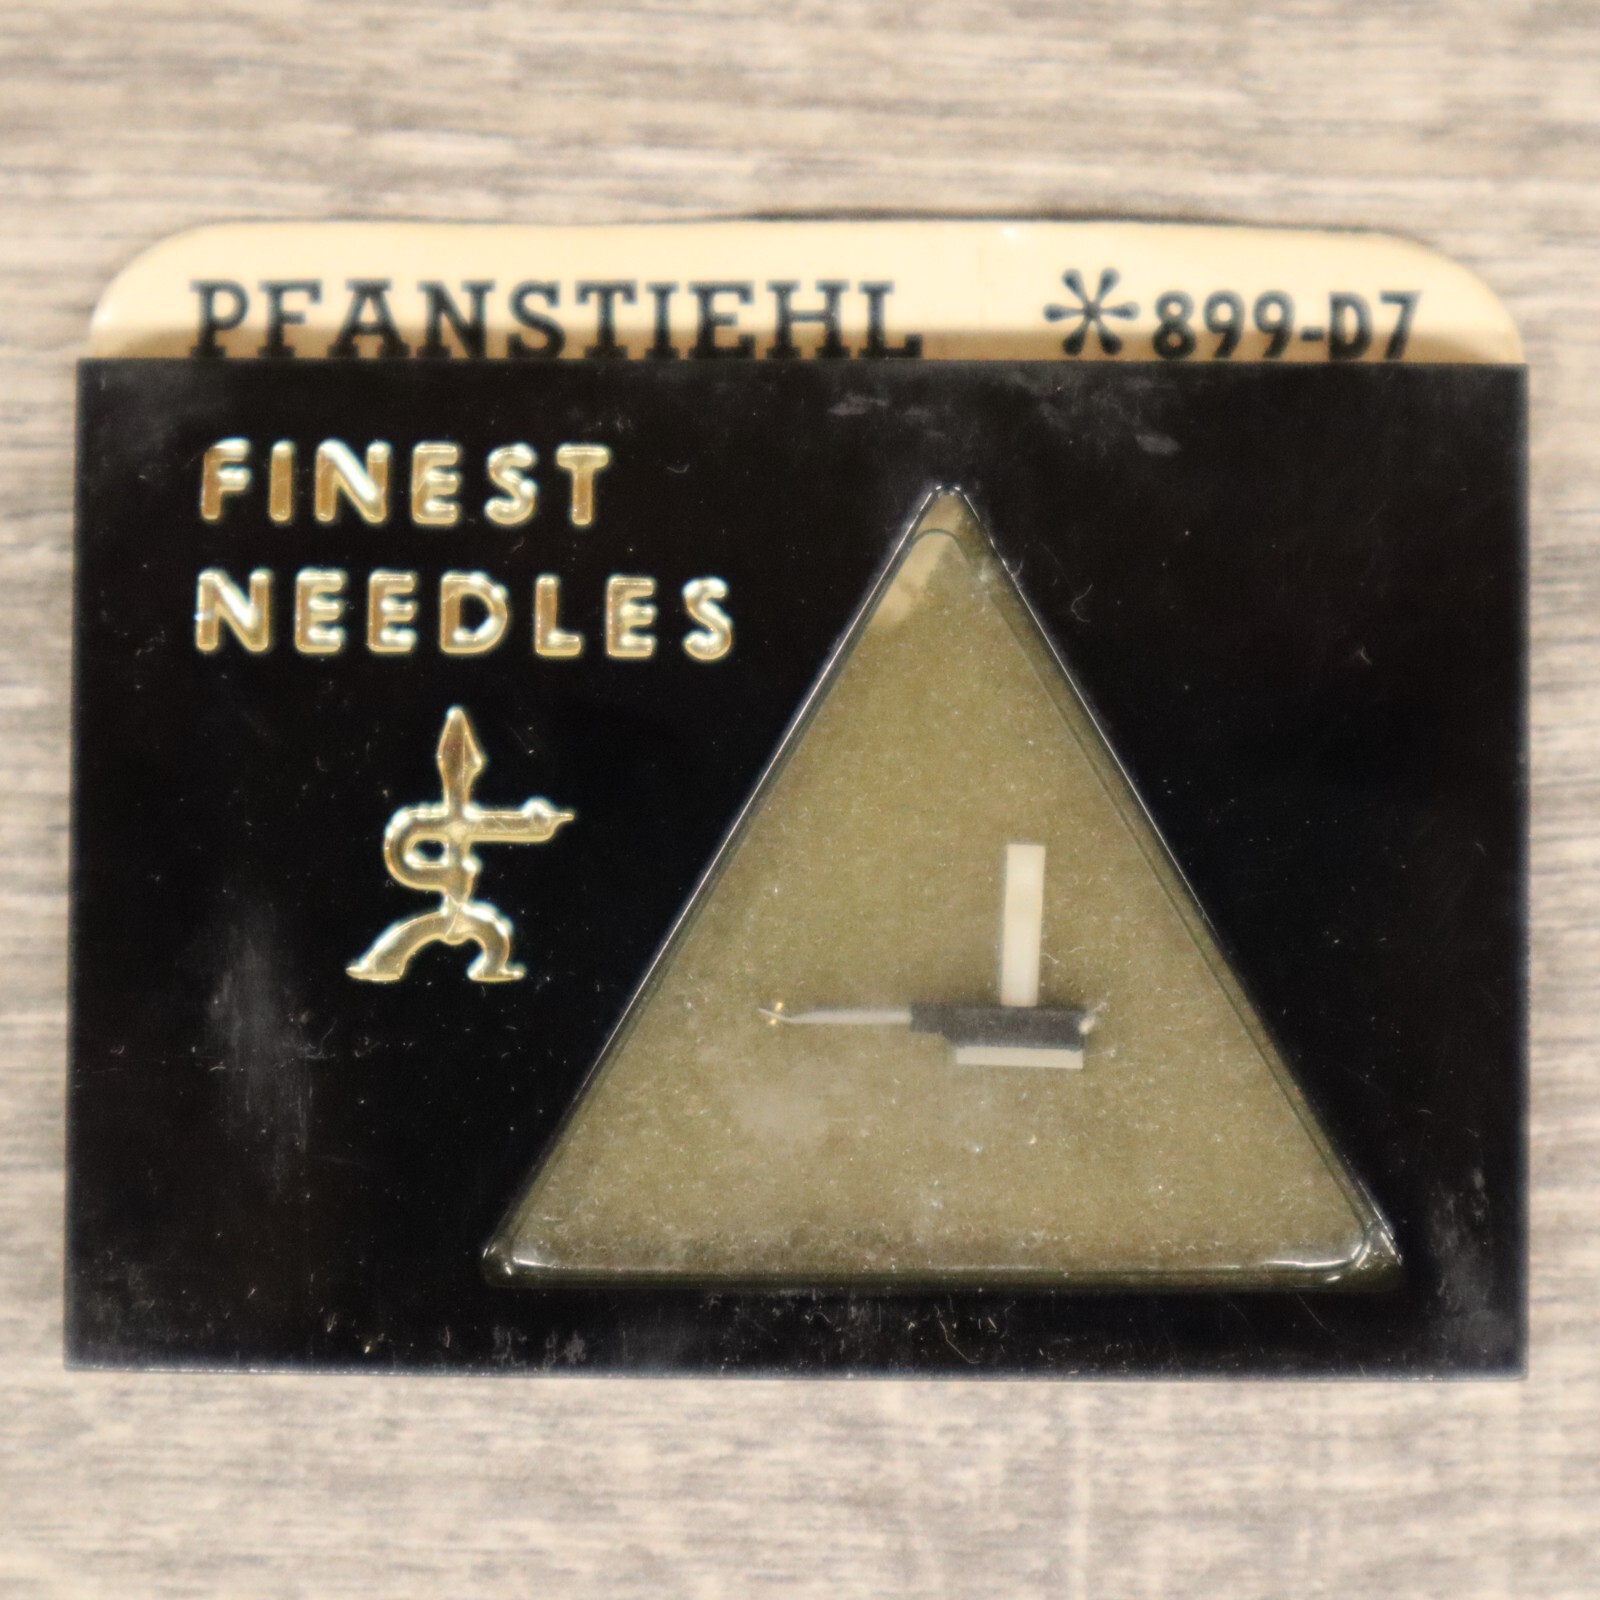 PFANSTIEHL *899-D7
FINEST
NEEDLES